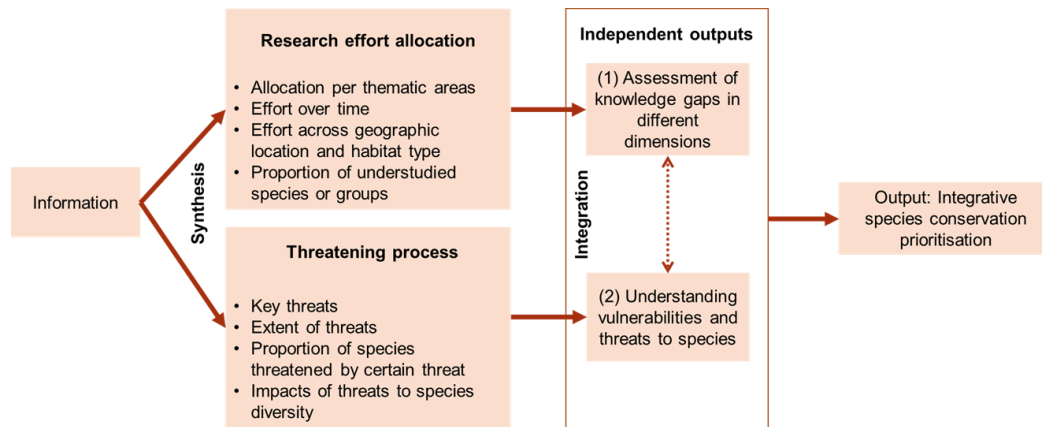 Information
Synthesis
Research effort allocation
• Allocation per thematic areas
• Effort over time
• Effort across geographic
location and habitat type
• Proportion of understudied
species or groups
Threatening process
• Key threats
• Extent of threats
• Proportion of species
threatened by certain threat
• Impacts of threats to species
diversity
Independent outputs
(1) Assessment of
knowledge gaps in
different
dimensions
Integration
(2) Understanding
vulnerabilities and
threats to species
Output: Integrative
species conservation
prioritisation